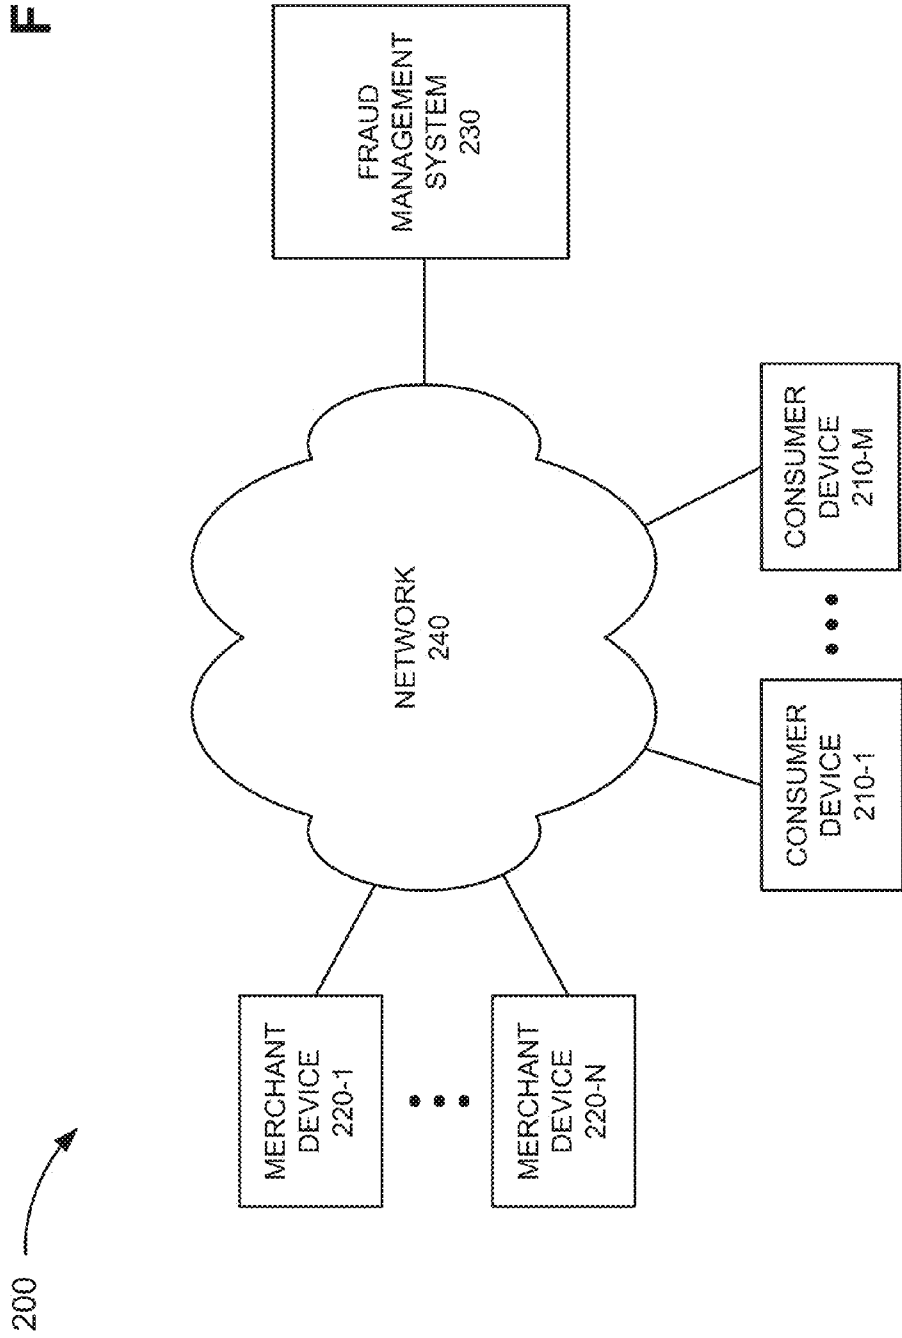 F
200
MERCHANT
DEVICE
220-1
MERCHANT
DEVICE
220-N
NETWORK
240
FRAUD
MANAGEMENT
SYSTEM
230
CONSUMER
DEVICE
210-1
CONSUMER
DEVICE
210-M